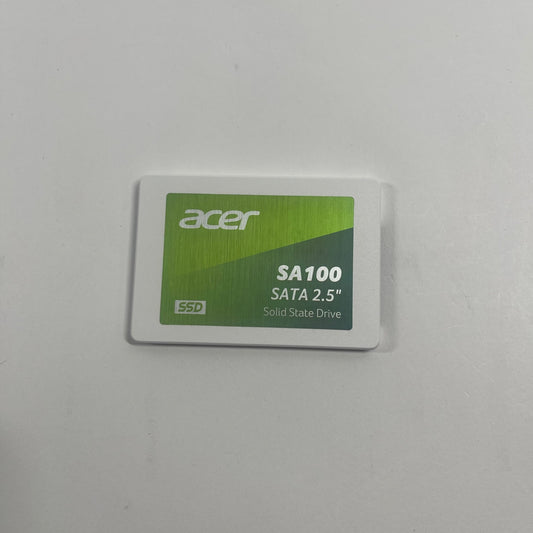 acer
SA100
SATA 2.5"
SSD
Solid State Drive